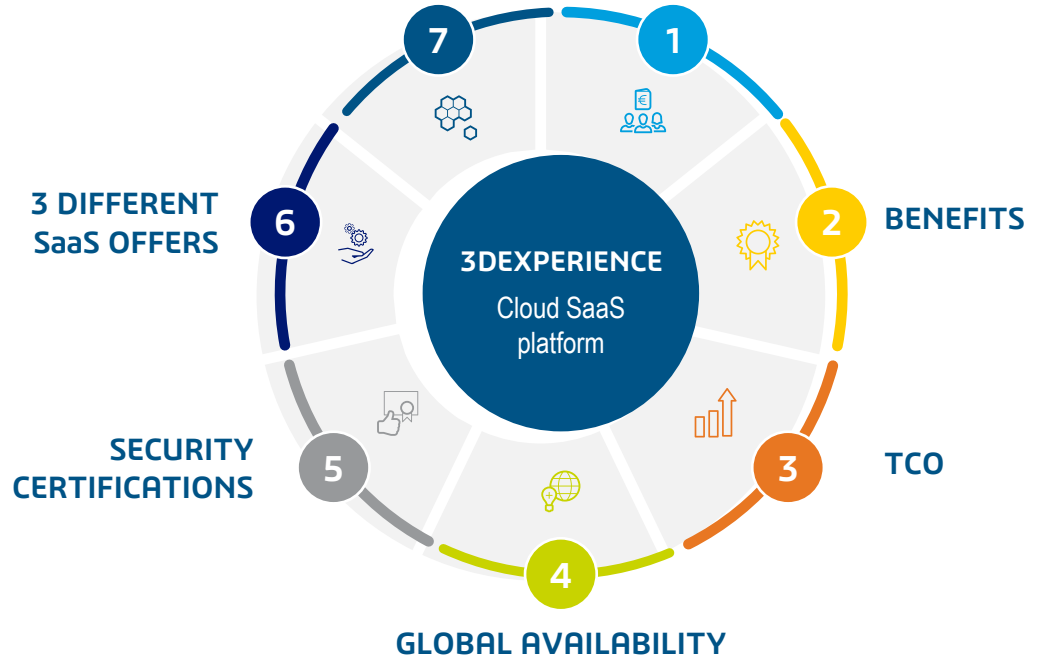 7
1
3 DIFFERENT
SaaS OFFERS
6
2
BENEFITS
3DEXPERIENCE
Cloud SaaS
platform
SECURITY
CERTIFICATIONS
5
3
TCO
4
GLOBAL AVAILABILITY